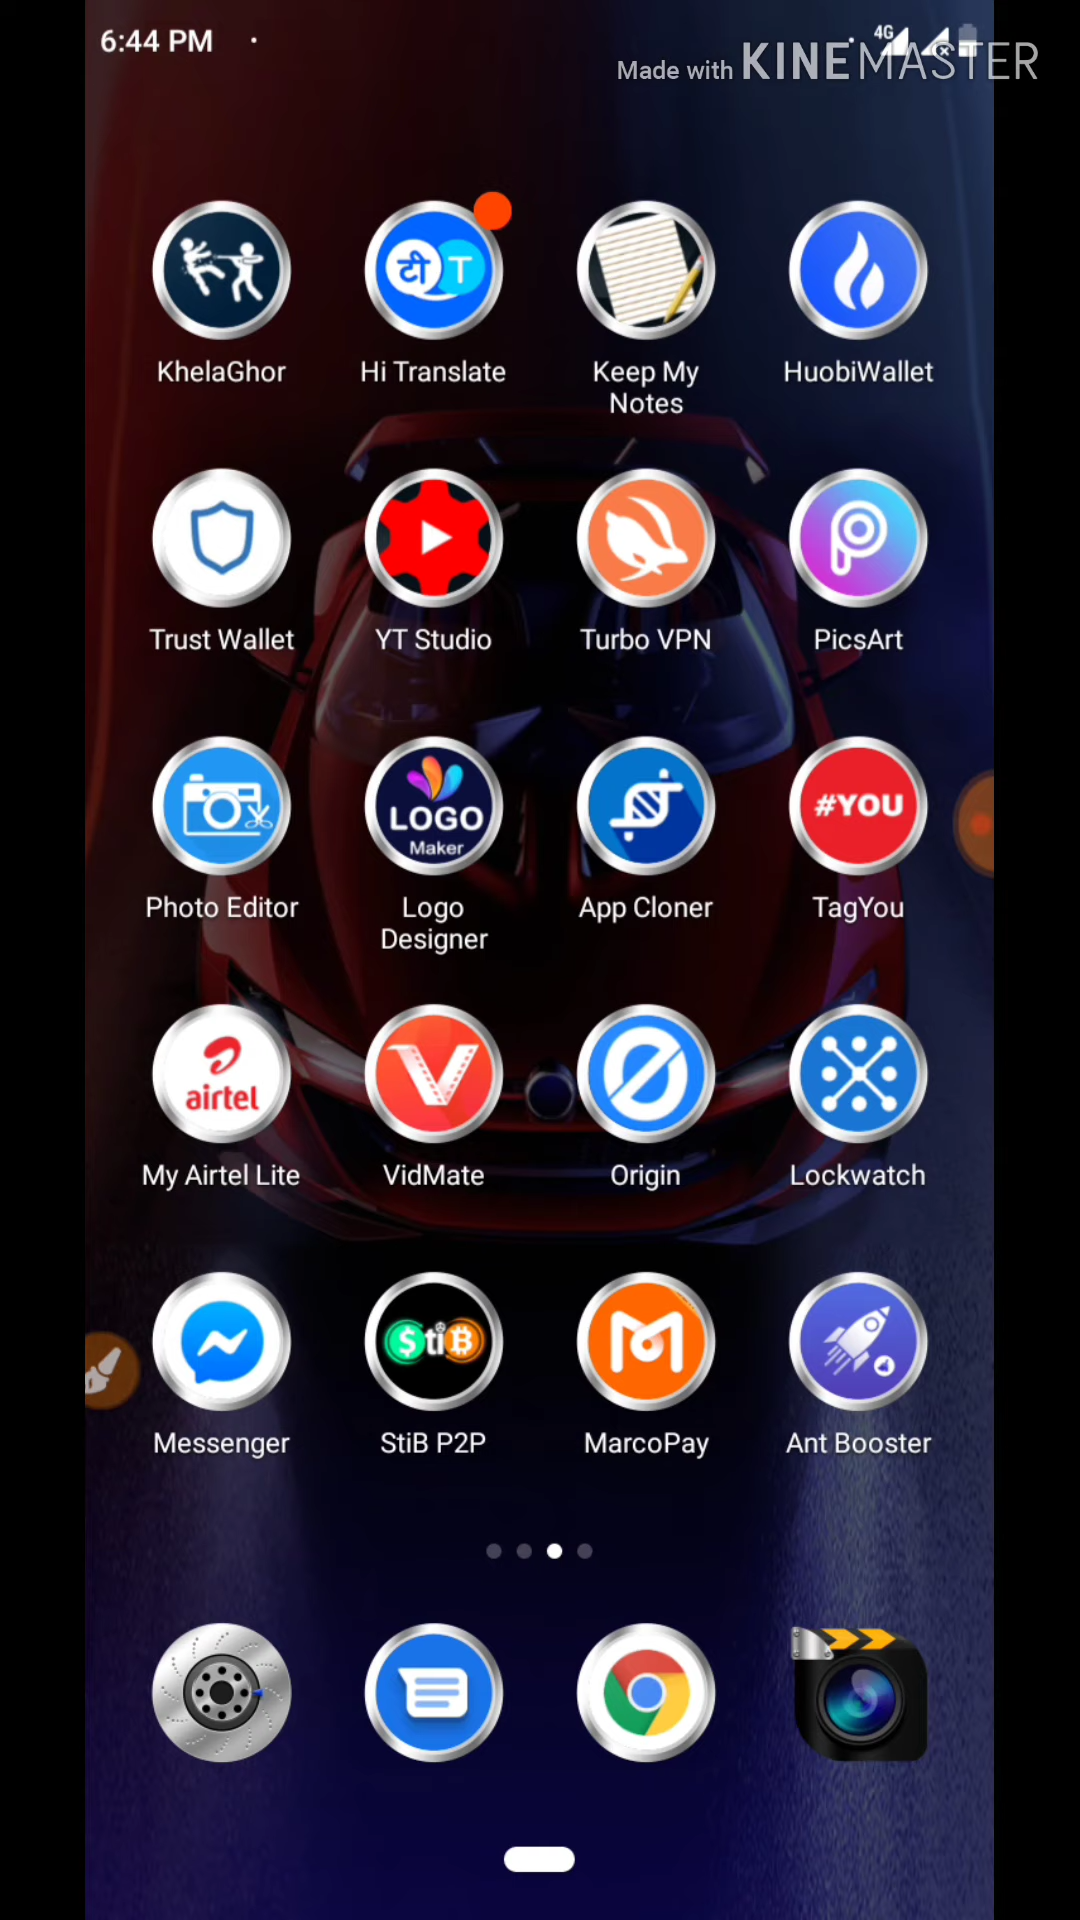 6:44 PM
4G
Made with KINEMASTER
टी T
KhelaGhor
Hi Translate
Keep My
Notes
HuobiWallet
Trust Wallet
YT Studio
Turbo VPN
PicsArt
LOGO
Maker
#YOU
Photo Editor
Logo
Designer
App Cloner
TagYou
airtel
My Airtel Lite
VidMate
Origin
Lockwatch
$tiB
Messenger
StiB P2P
MarcoPay
Ant Booster